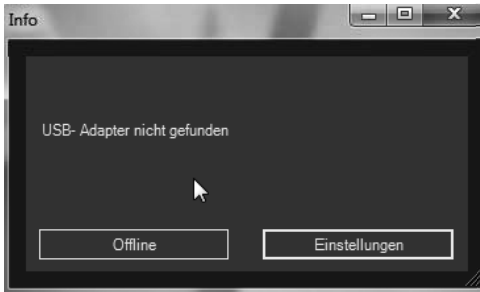 Info
USB- Adapter nicht gefunden
Offline
Einstellungen